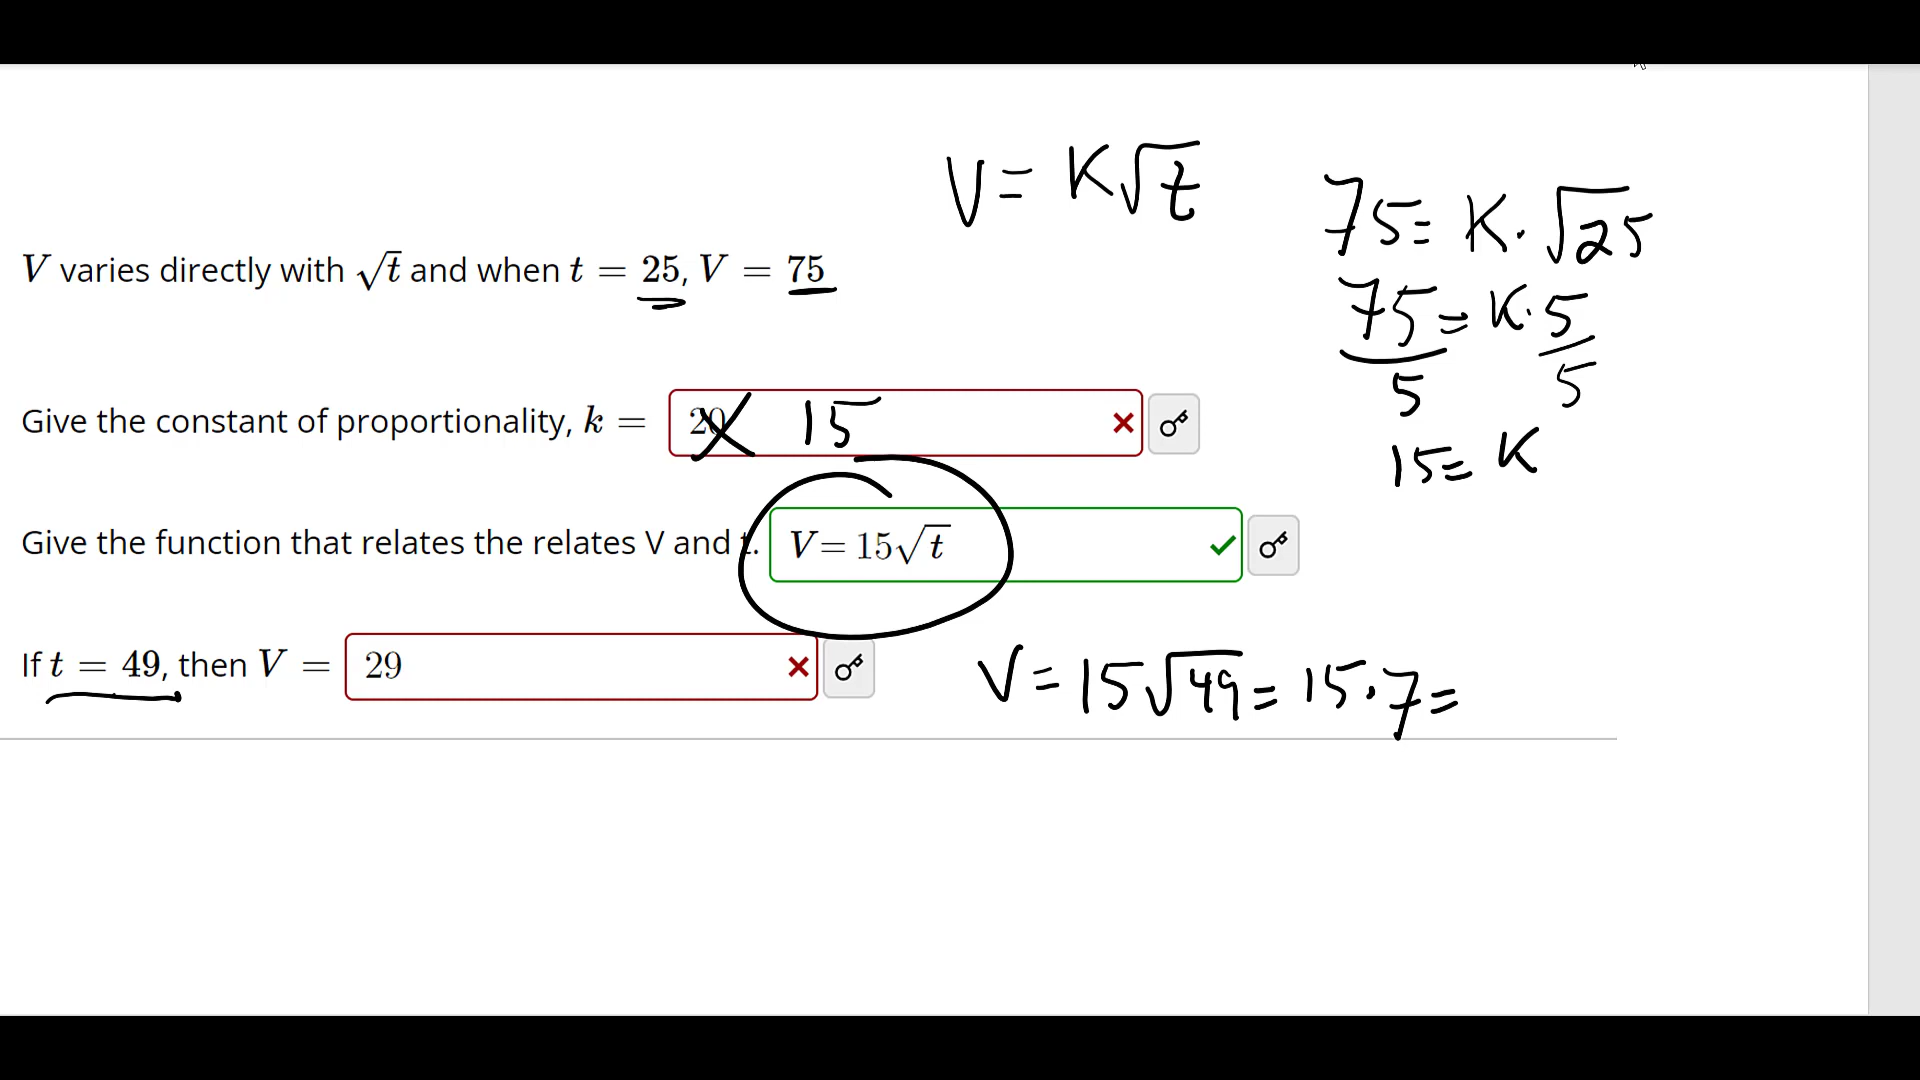 V = K√t
75 = K · √25
V varies directly with √t and when t = 25, V = 75
75 = K · 5
5 5
Give the constant of proportionality, k = 20 15
15 = K
Give the function that relates the relates V and t. V = 15√t
If t = 49, then V = 29
V = 15√49 = 15 · 7 =